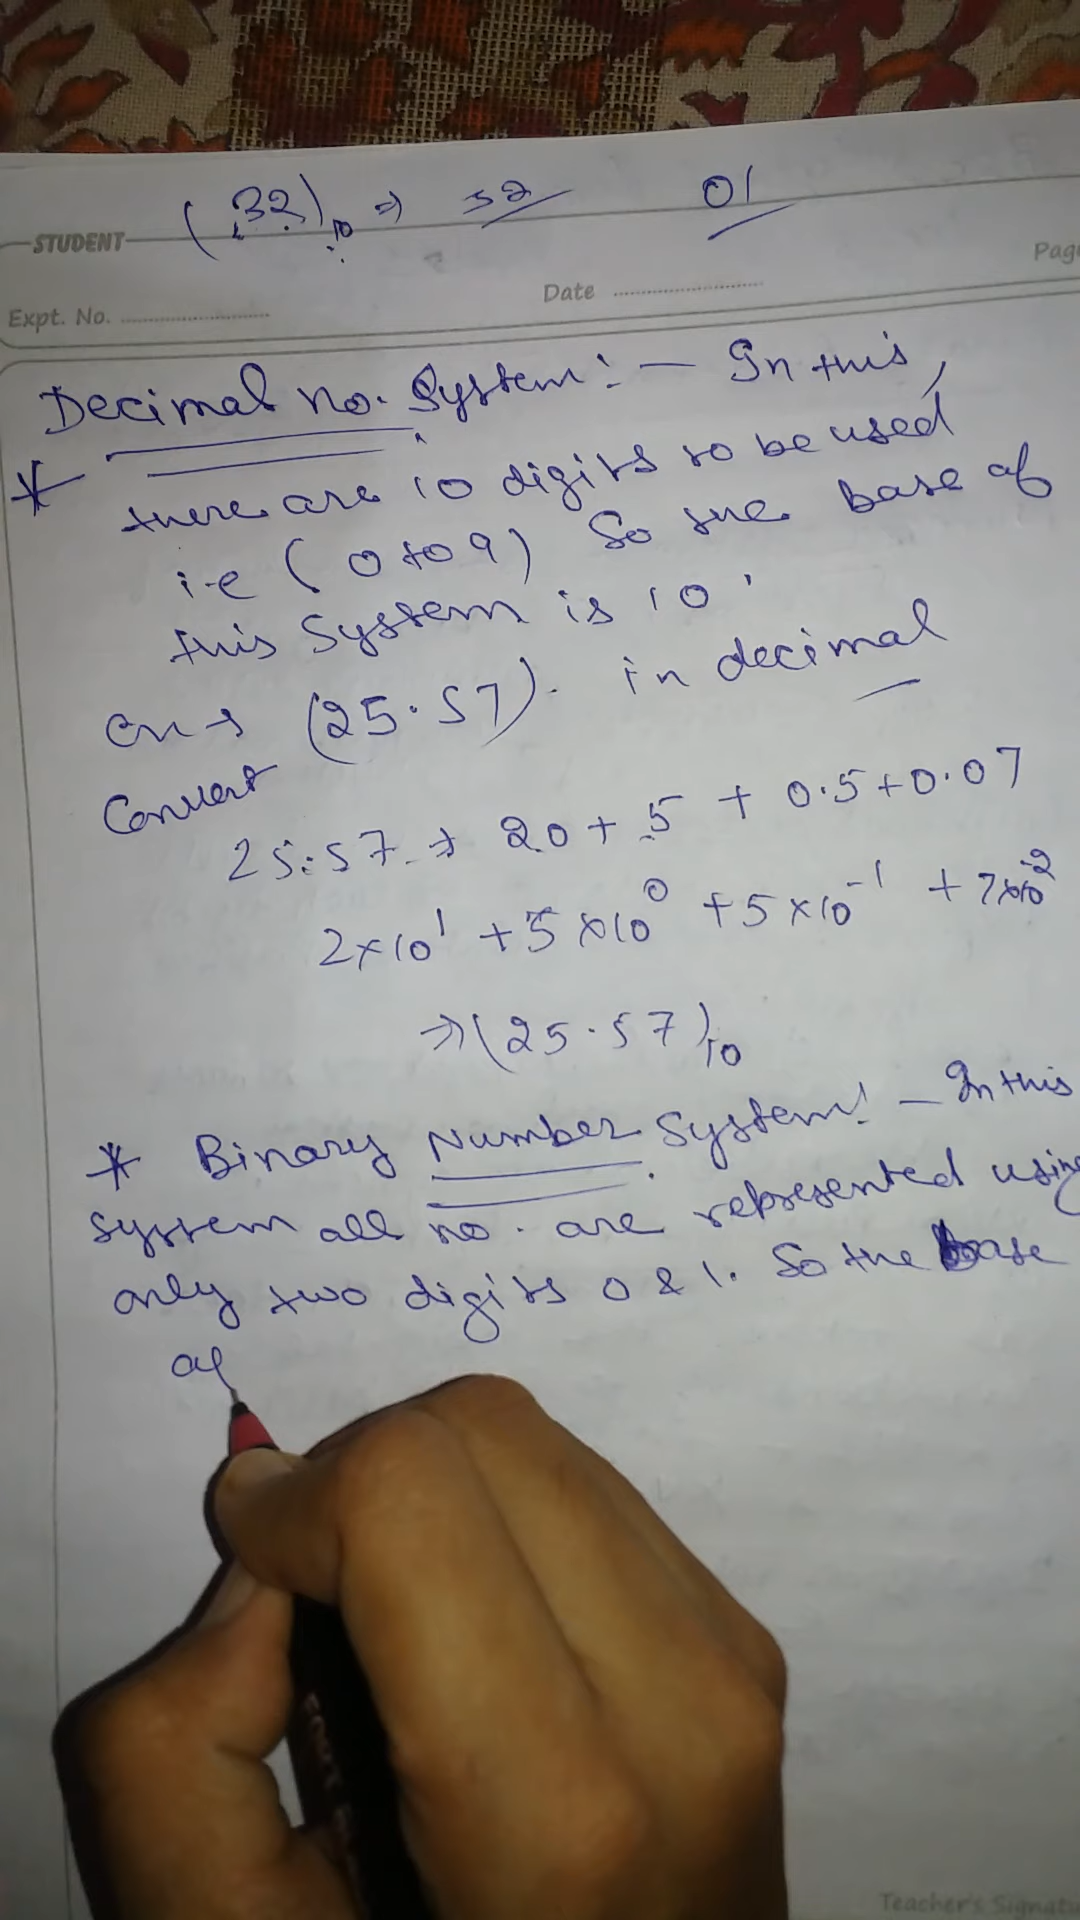 (32)10 ⇒ 32 01
STUDENT
Page
Date
Expt. No.
Decimal no. System:- In this,
* there are 10 digits to be used
i.e (0 to 9) So the base of
this System is 10.
(25.57). in decimal
Convert
25.57 → 20 + 5 + 0.5 + 0.07
2×10¹ + 5×10⁰ + 5×10⁻¹ + 7×10⁻²
⇒ (25.57)10
* Binary Number System:- In this
System all no. are represented using
only two digits 0 & 1. So the base
of
Teacher's Signatu